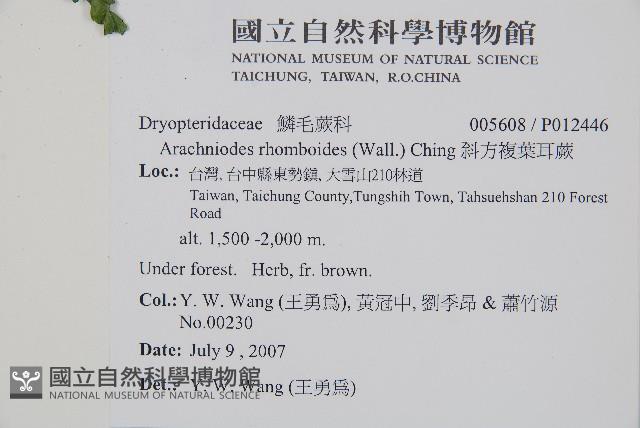 國立自然科學博物館
NATIONAL MUSEUM OF NATURAL SCIENCE
TAICHUNG, TAIWAN, R.O.CHINA
Dryopteridaceae 鱗毛蕨科 005608 / P012446
Arachniodes rhomboides (Wall.) Ching 斜方複葉耳蕨
Loc.: 台灣, 台中縣東勢鎮, 大雪山210林道
Taiwan, Taichung County,Tungshih Town, Tahsuehshan 210 Forest
Road
alt. 1,500 -2,000 m.
Under forest. Herb, fr. brown.
Col.: Y. W. Wang (王勇爲), 黃冠中, 劉季昂 & 蕭竹源
No.00230
Date: July 9 , 2007
Det.: Y. W. Wang (王勇爲)
國立自然科學博物館
NATIONAL MUSEUM OF NATURAL SCIENCE